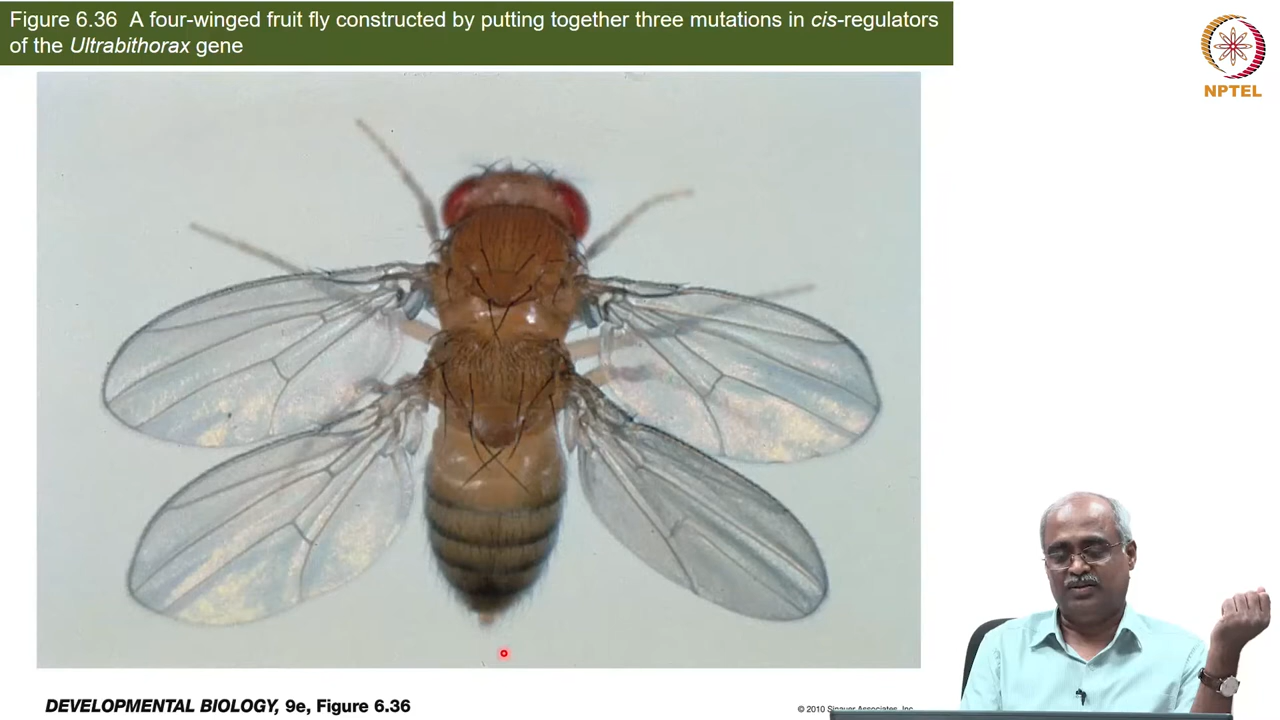 Figure 6.36 A four-winged fruit fly constructed by putting together three mutations in cis-regulators
of the Ultrabithorax gene
NPTEL
DEVELOPMENTAL BIOLOGY, 9e, Figure 6.36
© 2010 Sinauer Associates, Inc.